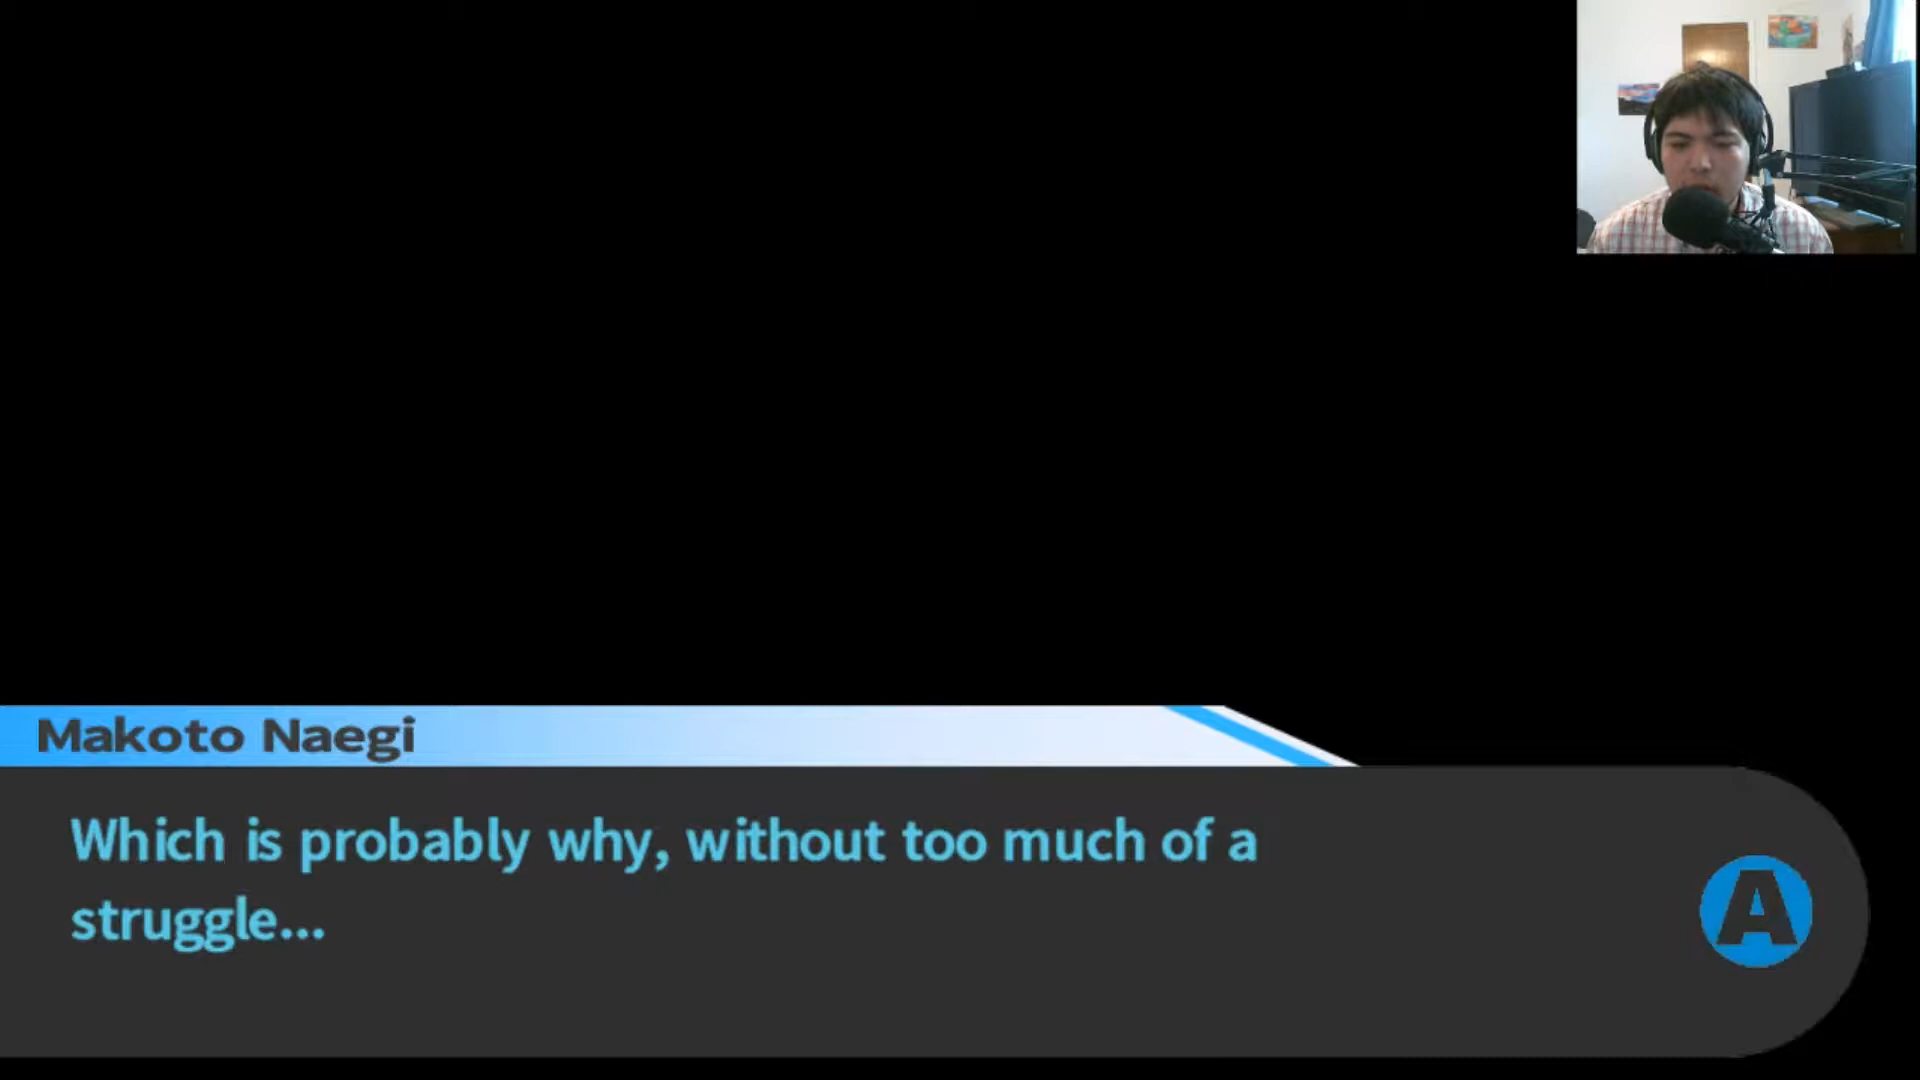 Makoto Naegi
Which is probably why, without too much of a
struggle...
A